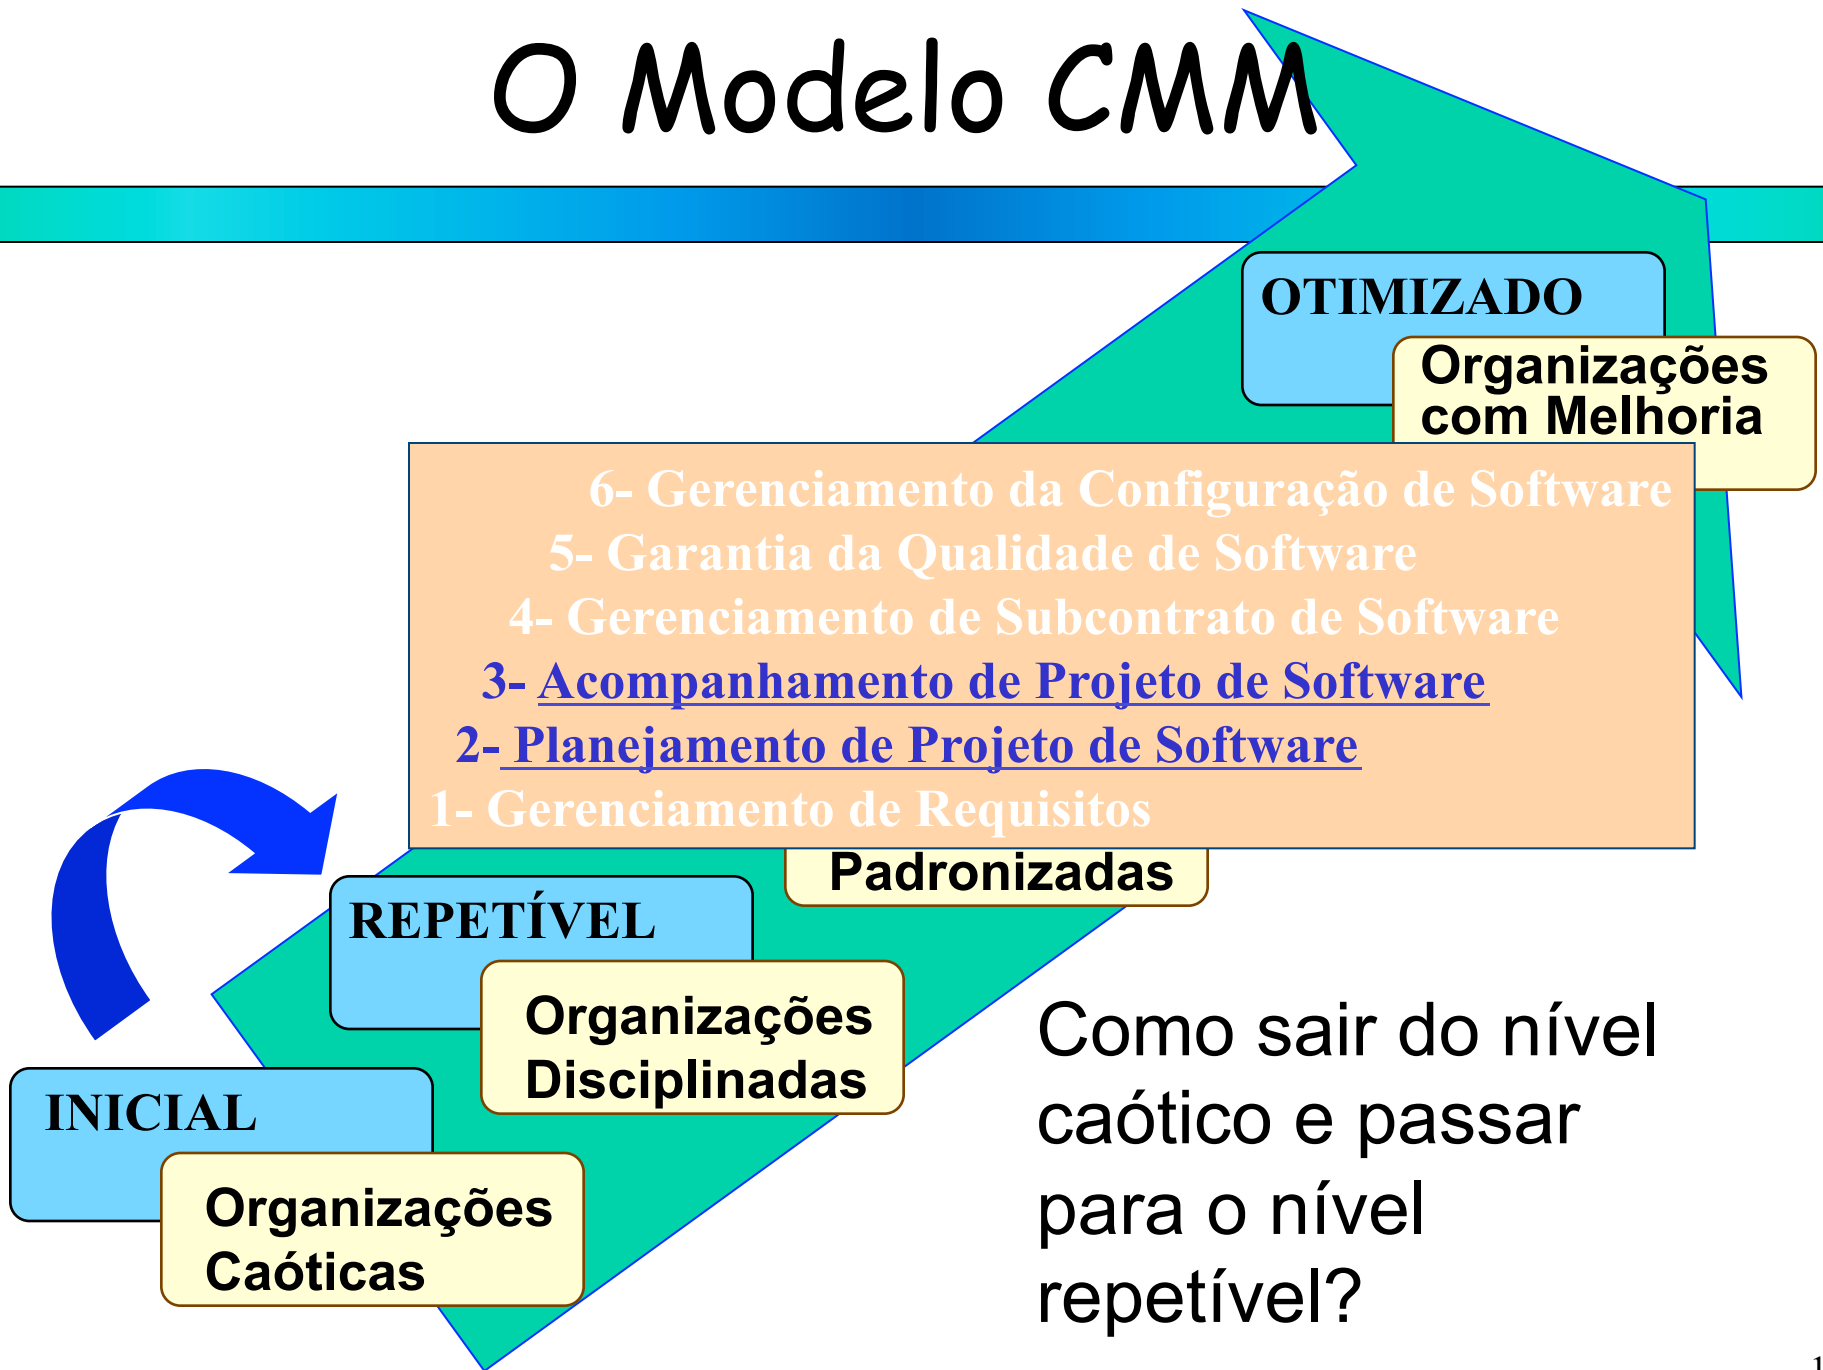 O Modelo CMM
OTIMIZADO
Organizações
com Melhoria
6- Gerenciamento da Configuração de Software
5- Garantia da Qualidade de Software
4- Gerenciamento de Subcontrato de Software
3- Acompanhamento de Projeto de Software
2- Planejamento de Projeto de Software
1- Gerenciamento de Requisitos
Padronizadas
REPETÍVEL
Organizações
Disciplinadas
INICIAL
Organizações
Caóticas
Como sair do nível
caótico e passar
para o nível
repetível?
1